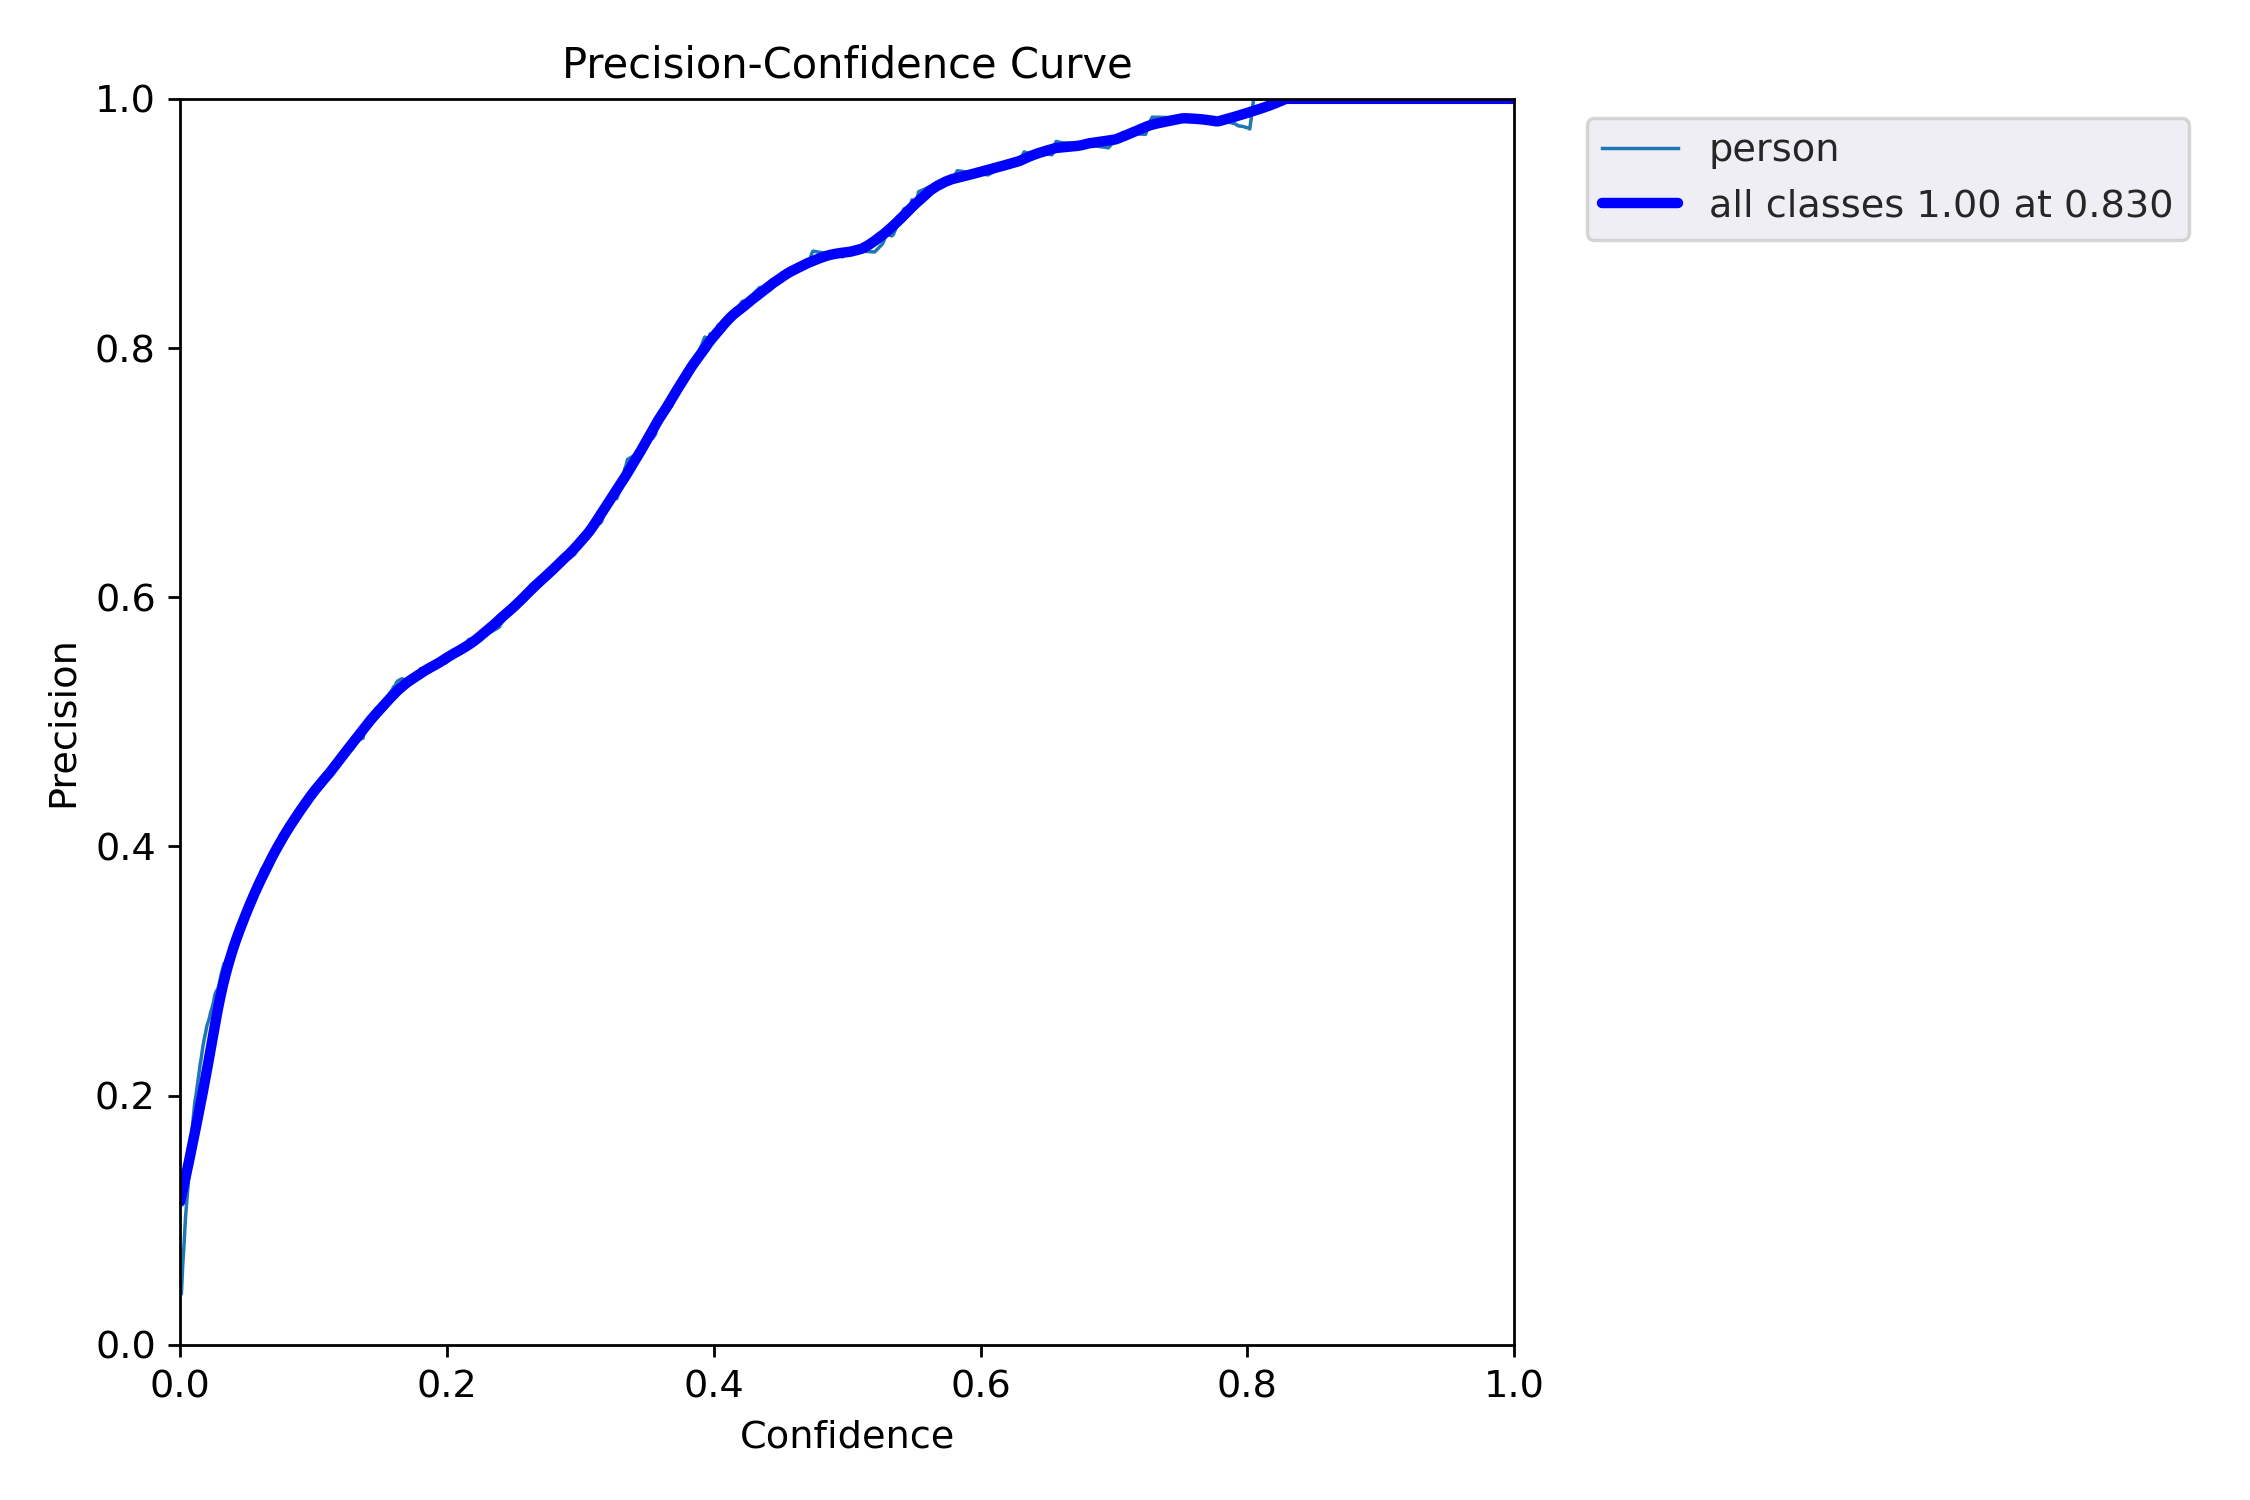 Precision-Confidence Curve
1.0
0.8
0.6
0.4
0.2
0.0
Precision
0.0 0.2 0.4 0.6 0.8 1.0
Confidence
person
all classes 1.00 at 0.830